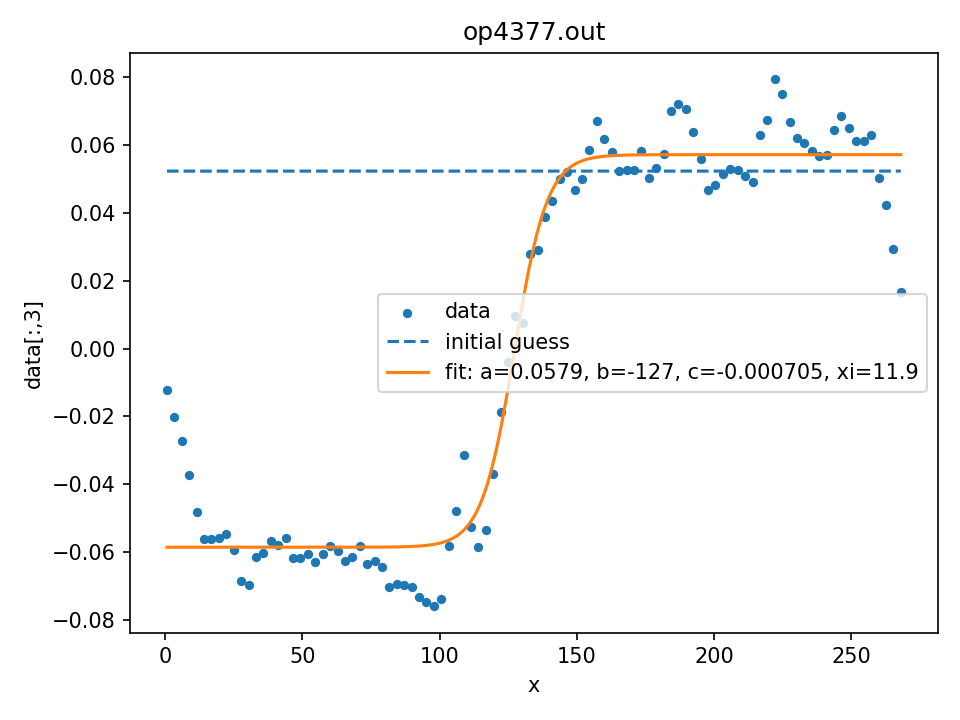 op4377.out
data[:,3]
0.08
0.06
0.04
0.02
0.00
−0.02
−0.04
−0.06
−0.08
data
initial guess
fit: a=0.0579, b=-127, c=-0.000705, xi=11.9
0 50 100 150 200 250
x